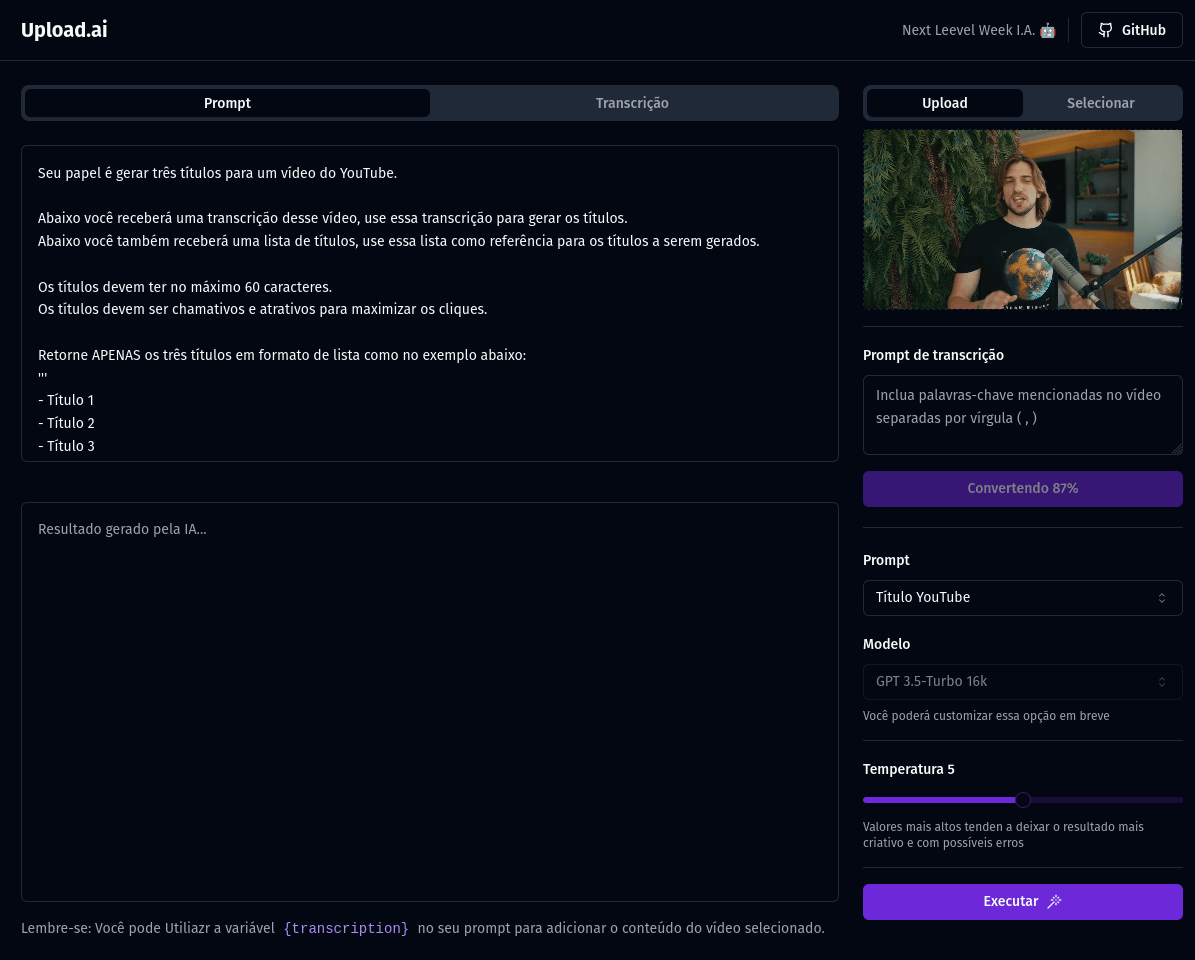 Upload.ai
Next Leevel Week I.A. 🤖
GitHub
Prompt
Transcrição
Seu papel é gerar três títulos para um vídeo do YouTube.
Abaixo você receberá uma transcrição desse vídeo, use essa transcrição para gerar os títulos.
Abaixo você também receberá uma lista de títulos, use essa lista como referência para os títulos a serem gerados.
Os títulos devem ter no máximo 60 caracteres.
Os títulos devem ser chamativos e atrativos para maximizar os cliques.
Retorne APENAS os três títulos em formato de lista como no exemplo abaixo:
'''
- Título 1
- Título 2
- Título 3
Resultado gerado pela IA...
Lembre-se: Você pode Utiliazr a variável {transcription} no seu prompt para adicionar o conteúdo do vídeo selecionado.
Upload
Selecionar
Prompt de transcrição
Inclua palavras-chave mencionadas no vídeo
separadas por vírgula ( , )
Convertendo 87%
Prompt
Título YouTube
Modelo
GPT 3.5-Turbo 16k
Você poderá customizar essa opção em breve
Temperatura 5
Valores mais altos tendem a deixar o resultado mais
criativo e com possíveis erros
Executar